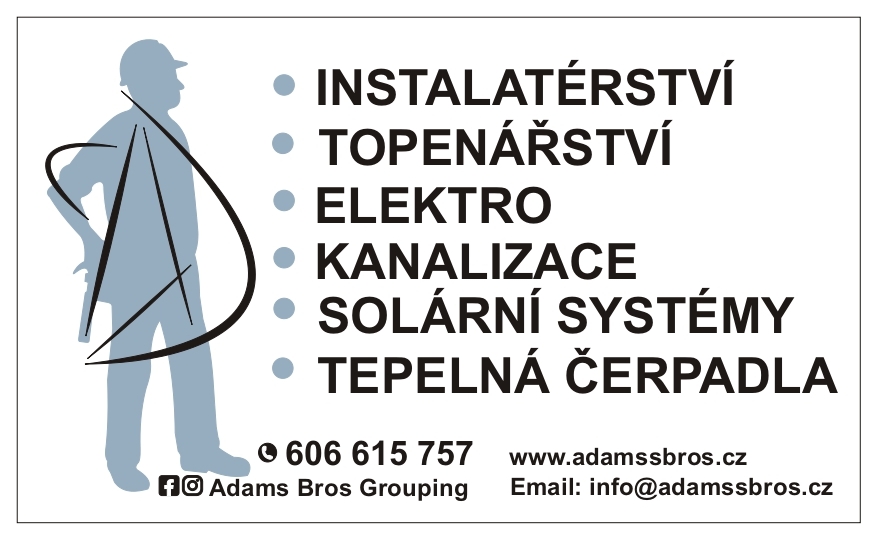 INSTALATÉRSTVÍ
TOPENÁŘSTVÍ
ELEKTRO
KANALIZACE
SOLÁRNÍ SYSTÉMY
TEPELNÁ ČERPADLA
606 615 757
Adams Bros Grouping
www.adamssbros.cz
Email: info@adamssbros.cz